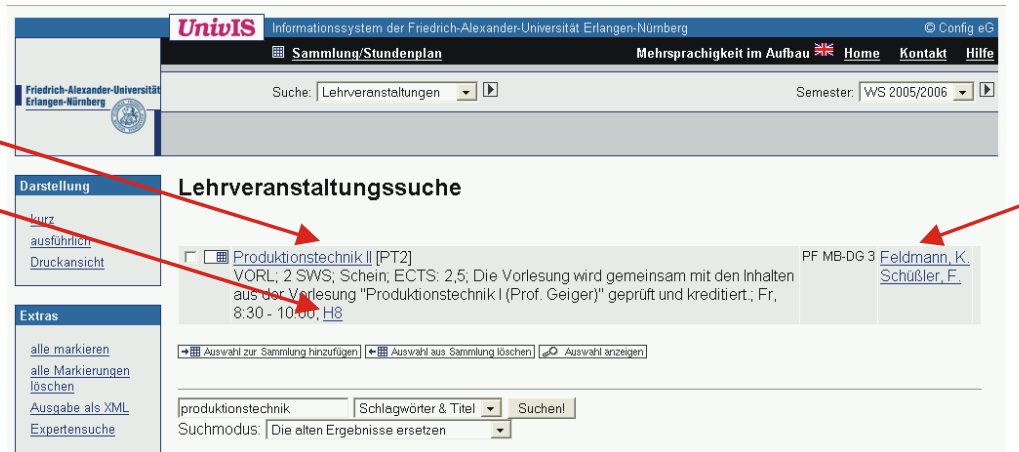 UnivIS Informationssystem der Friedrich-Alexander-Universität Erlangen-Nürnberg © Config eG
Sammlung/Stundenplan Mehrsprachigkeit im Aufbau Home Kontakt Hilfe
Friedrich-Alexander-Universität
Erlangen-Nürnberg
Suche: Lehrveranstaltungen Semester: WS 2005/2006
Darstellung
kurz
ausführlich
Druckansicht
Extras
alle markieren
alle Markierungen
löschen
Ausgabe als XML
Expertensuche
Lehrveranstaltungssuche
Produktionstechnik II [PT2] PF MB-DG 3 Feldmann, K.
VORL; 2 SWS; Schein; ECTS: 2,5; Die Vorlesung wird gemeinsam mit den Inhalten Schüßler, F.
aus der Vorlesung "Produktionstechnik I (Prof. Geiger)" geprüft und kreditiert.; Fr,
8:30 - 10:00, H8
Auswahl zur Sammlung hinzufügen Auswahl aus Sammlung löschen Auswahl anzeigen
produktionstechnik Schlagwörter & Titel Suchen!
Suchmodus: Die alten Ergebnisse ersetzen